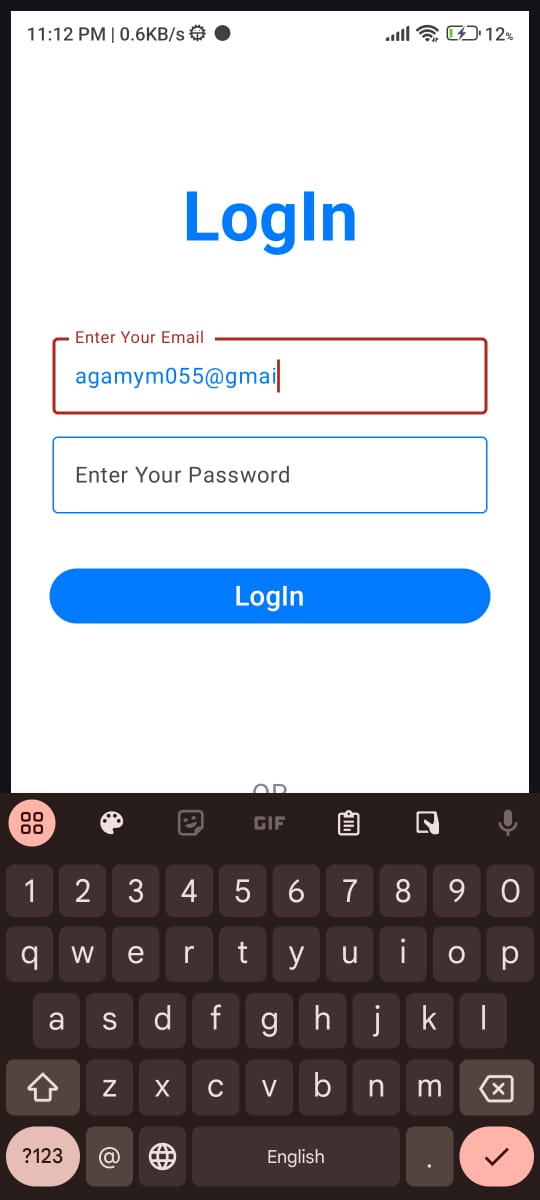 11:12 PM | 0.6KB/s 12%
LogIn
Enter Your Email
agamym055@gmai
Enter Your Password
LogIn
OR
GIF
1 2 3 4 5 6 7 8 9 0
q w e r t y u i o p
a s d f g h j k l
z x c v b n m
?123 @ English .